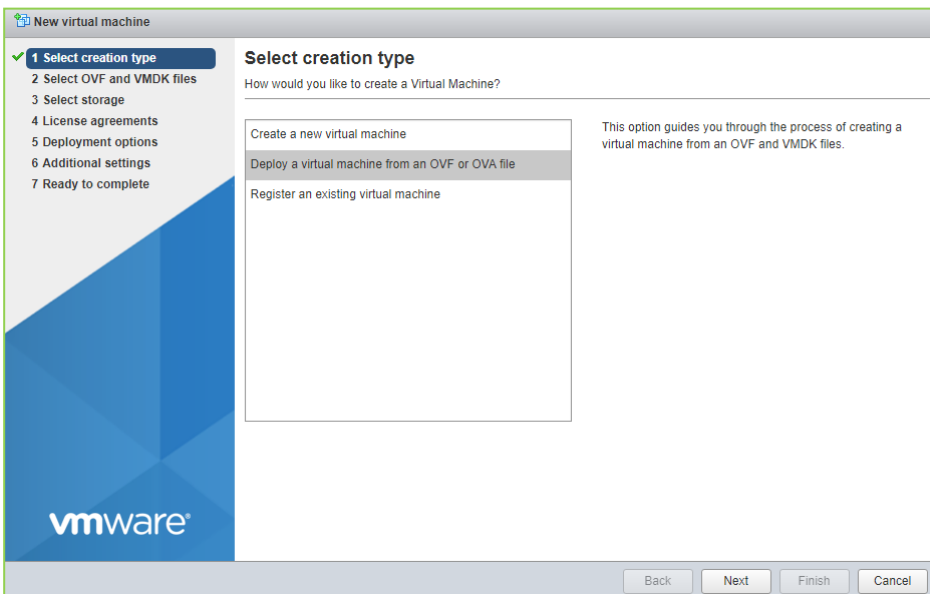 New virtual machine
1 Select creation type
2 Select OVF and VMDK files
3 Select storage
4 License agreements
5 Deployment options
6 Additional settings
7 Ready to complete
vmware®
Select creation type
How would you like to create a Virtual Machine?
Create a new virtual machine
Deploy a virtual machine from an OVF or OVA file
Register an existing virtual machine
This option guides you through the process of creating a
virtual machine from an OVF and VMDK files.
Back Next Finish Cancel